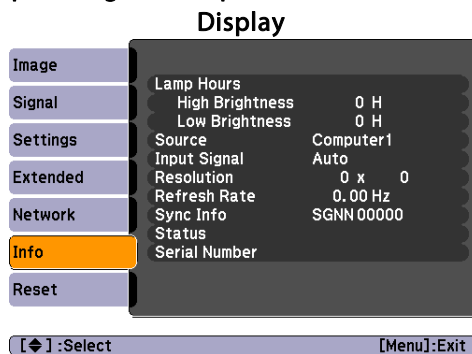 Display
Image
Signal
Settings
Extended
Network
Info
Reset
Lamp Hours
High Brightness 0 H
Low Brightness 0 H
Source Computer1
Input Signal Auto
Resolution 0 x 0
Refresh Rate 0.00 Hz
Sync Info SGNN 00000
Status
Serial Number
[◆] :Select [Menu]:Exit